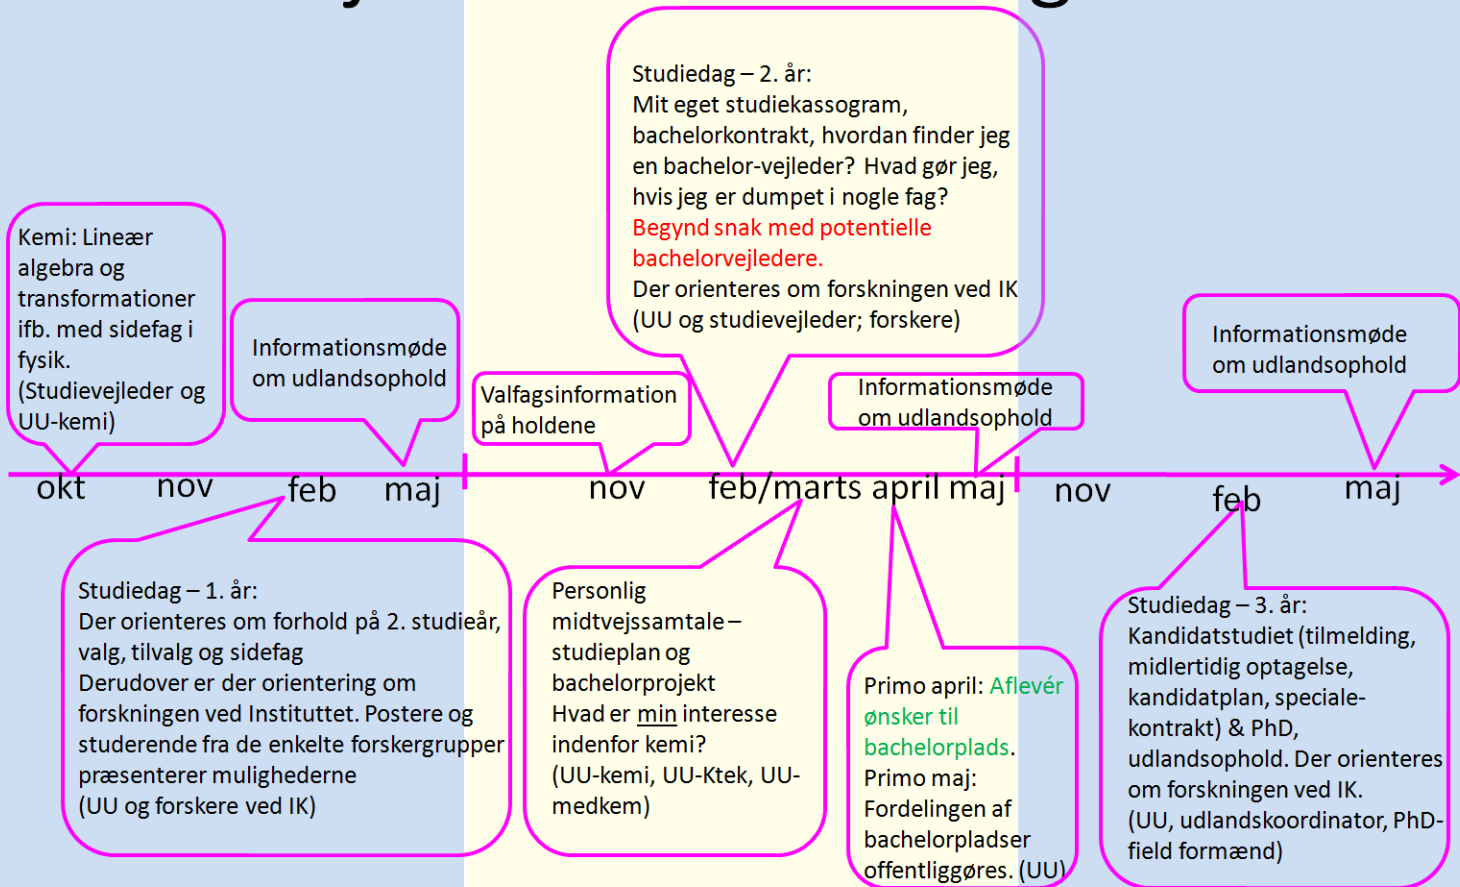 Studiedag – 2. år:
Mit eget studiekassogram,
bachelorkontrakt, hvordan finder jeg
en bachelor-vejleder? Hvad gør jeg,
hvis jeg er dumpet i nogle fag?
Begynd snak med potentielle
bachelorvejledere.
Der orienteres om forskningen ved IK
(UU og studievejleder; forskere)
Kemi: Lineær
algebra og
transformationer
ifb. med sidefag i
fysik.
(Studievejleder og
UU-kemi)
Informationsmøde
om udlandsophold
Valfagsinformation
på holdene
Informationsmøde
om udlandsophold
Informationsmøde
om udlandsophold
okt nov feb maj nov feb/marts april maj nov feb maj
Studiedag – 1. år:
Der orienteres om forhold på 2. studieår,
valg, tilvalg og sidefag
Derudover er der orientering om
forskningen ved Instituttet. Postere og
studerende fra de enkelte forskergrupper
præsenterer mulighederne
(UU og forskere ved IK)
Personlig
midtvejssamtale –
studieplan og
bachelorprojekt
Hvad er min interesse
indenfor kemi?
(UU-kemi, UU-Ktek, UU-
medkem)
Primo april: Aflevér
ønsker til
bachelorplads.
Primo maj:
Fordelingen af
bachelorpladser
offentliggøres. (UU)
Studiedag – 3. år:
Kandidatstudiet (tilmelding,
midlertidig optagelse,
kandidatplan, speciale-
kontrakt) & PhD,
udlandsophold. Der orienteres
om forskningen ved IK.
(UU, udlandskoordinator, PhD-
field formænd)